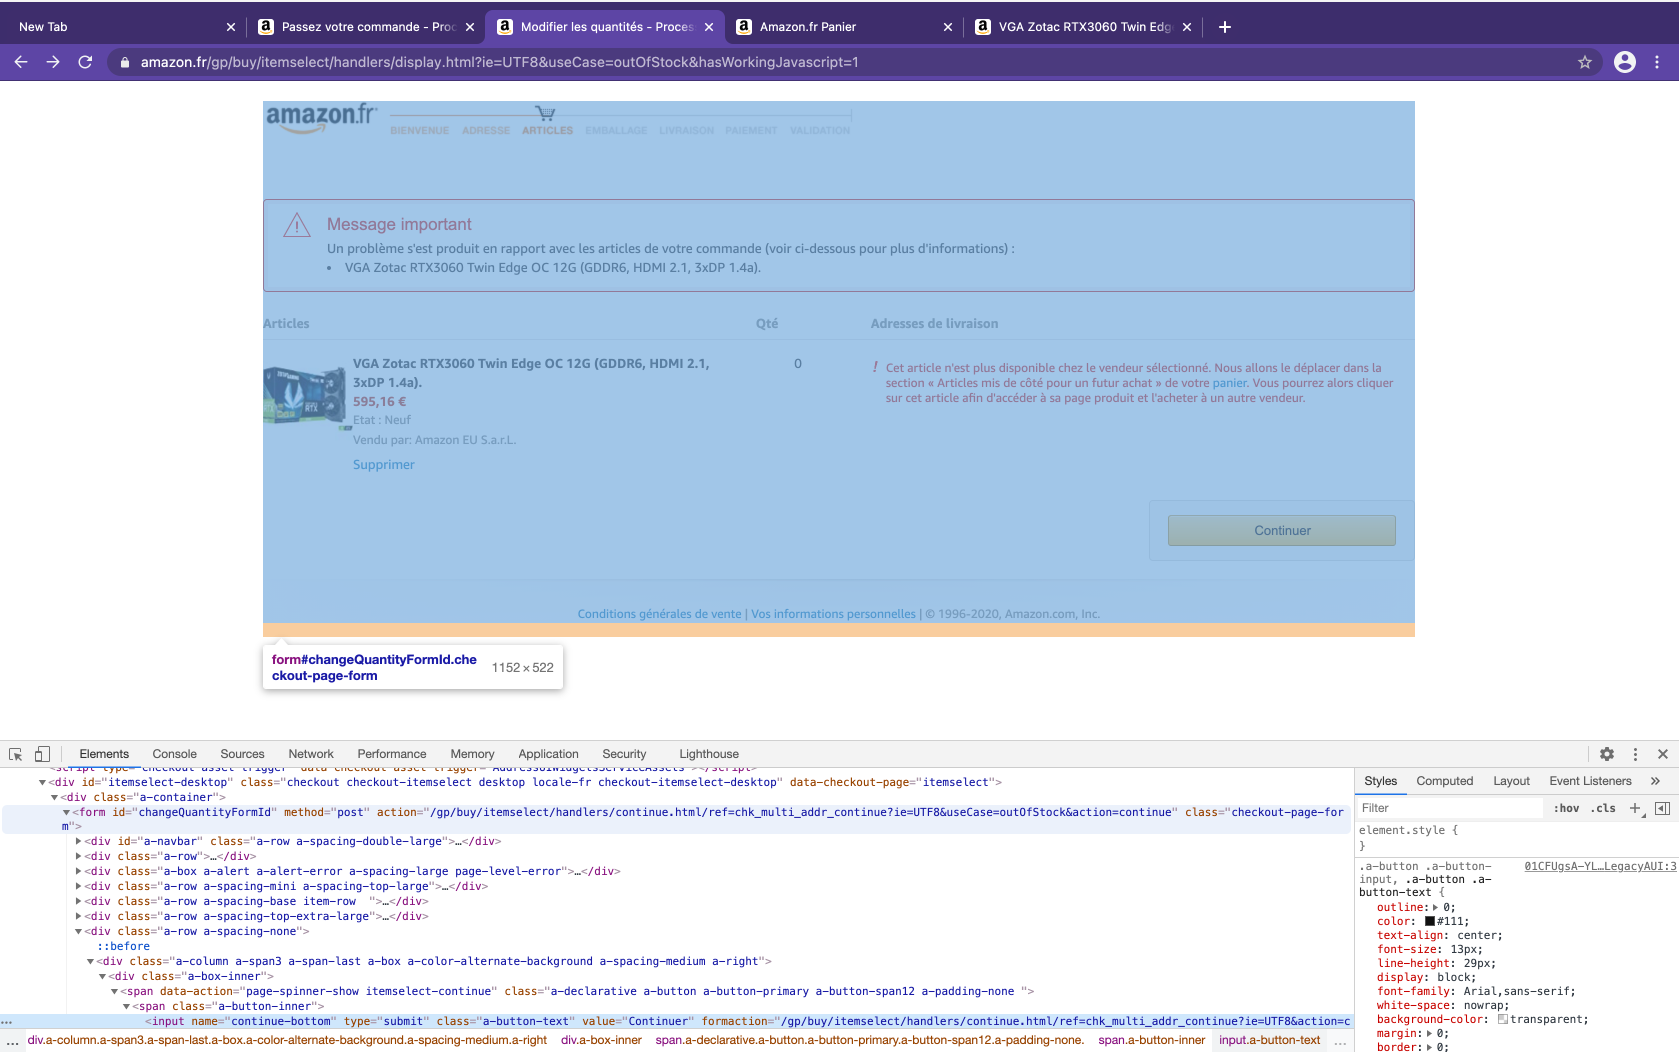 New Tab
Passez votre commande - Proc
Modifier les quantités - Proces
Amazon.fr Panier
VGA Zotac RTX3060 Twin Edge
amazon.fr/gp/buy/itemselect/handlers/display.html?ie=UTF8&useCase=outOfStock&hasWorkingJavascript=1
amazon.fr
BIENVENUE ADRESSE ARTICLES EMBALLAGE LIVRAISON PAIEMENT VALIDATION
Message important
Un problème s'est produit en rapport avec les articles de votre commande (voir ci-dessous pour plus d'informations) :
• VGA Zotac RTX3060 Twin Edge OC 12G (GDDR6, HDMI 2.1, 3xDP 1.4a).
Articles Qté Adresses de livraison
VGA Zotac RTX3060 Twin Edge OC 12G (GDDR6, HDMI 2.1,
3xDP 1.4a).
595,16 €
Etat : Neuf
Vendu par: Amazon EU S.a.r.L.
Supprimer
0
! Cet article n'est plus disponible chez le vendeur sélectionné. Nous allons le déplacer dans la
section « Articles mis de côté pour un futur achat » de votre panier. Vous pourrez alors cliquer
sur cet article afin d'accéder à sa page produit et l'acheter à un autre vendeur.
Continuer
Conditions générales de vente | Vos informations personnelles | © 1996-2020, Amazon.com, Inc.
form#changeQuantityFormId.che
ckout-page-form
1152 × 522
Elements Console Sources Network Performance Memory Application Security Lighthouse
<div id="itemselect-desktop" class="checkout checkout-itemselect desktop locale-fr checkout-itemselect-desktop" data-checkout-page="itemselect">
<div class="a-container">
<form id="changeQuantityFormId" method="post" action="/gp/buy/itemselect/handlers/continue.html/ref=chk_multi_addr_continue?ie=UTF8&useCase=outOfStock&action=continue" class="checkout-page-for
m">
<div id="a-navbar" class="a-row a-spacing-double-large">…</div>
<div class="a-row">…</div>
<div class="a-box a-alert a-alert-error a-spacing-large page-level-error">…</div>
<div class="a-row a-spacing-mini a-spacing-top-large">…</div>
<div class="a-row a-spacing-base item-row  ">…</div>
<div class="a-row a-spacing-top-extra-large">…</div>
<div class="a-row a-spacing-none">
::before
<div class="a-column a-span3 a-span-last a-box a-color-alternate-background a-spacing-medium a-right">
<div class="a-box-inner">
<span data-action="page-spinner-show itemselect-continue" class="a-declarative a-button a-button-primary a-button-span12 a-padding-none ">
<span class="a-button-inner">
<input name="continue-bottom" type="submit" class="a-button-text" value="Continuer" formaction="/gp/buy/itemselect/handlers/continue.html/ref=chk_multi_addr_continue?ie=UTF8&action=c
... div.a-column.a-span3.a-span-last.a-box.a-color-alternate-background.a-spacing-medium.a-right div.a-box-inner span.a-declarative.a-button.a-button-primary.a-button-span12.a-padding-none. span.a-button-inner input.a-button-text ...
Styles Computed Layout Event Listeners »
Filter :hov .cls +
element.style {
}
.a-button .a-button- 01CFUgsA-YL…LegacyAUI:3
input, .a-button .a-
button-text {
outline: 0;
color: #111;
text-align: center;
font-size: 13px;
line-height: 29px;
display: block;
font-family: Arial,sans-serif;
white-space: nowrap;
background-color: transparent;
margin: 0;
border: 0;